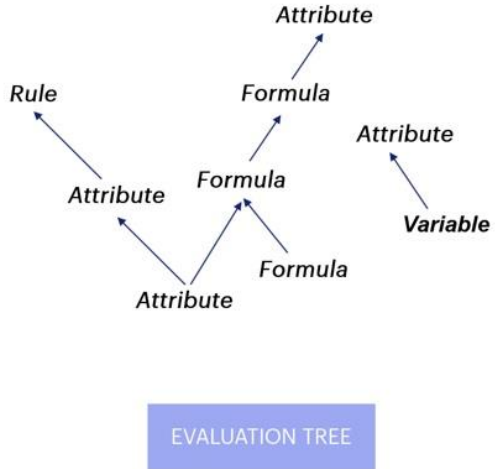 Attribute
Rule
Formula
Attribute
Formula
Attribute
Variable
Formula
Attribute
EVALUATION TREE